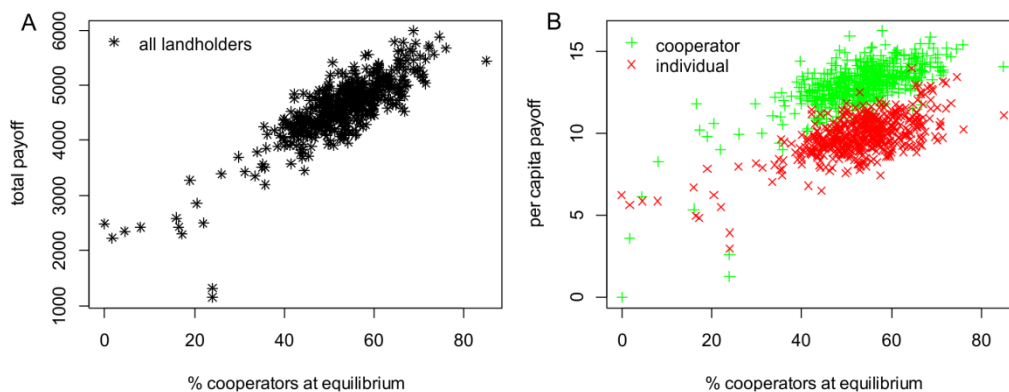 A
all landholders
total payoff
6000
5000
4000
3000
2000
1000
0
20
40
60
80
% cooperators at equilibrium
B
cooperator
individual
per capita payoff
15
10
5
0
0
20
40
60
80
% cooperators at equilibrium